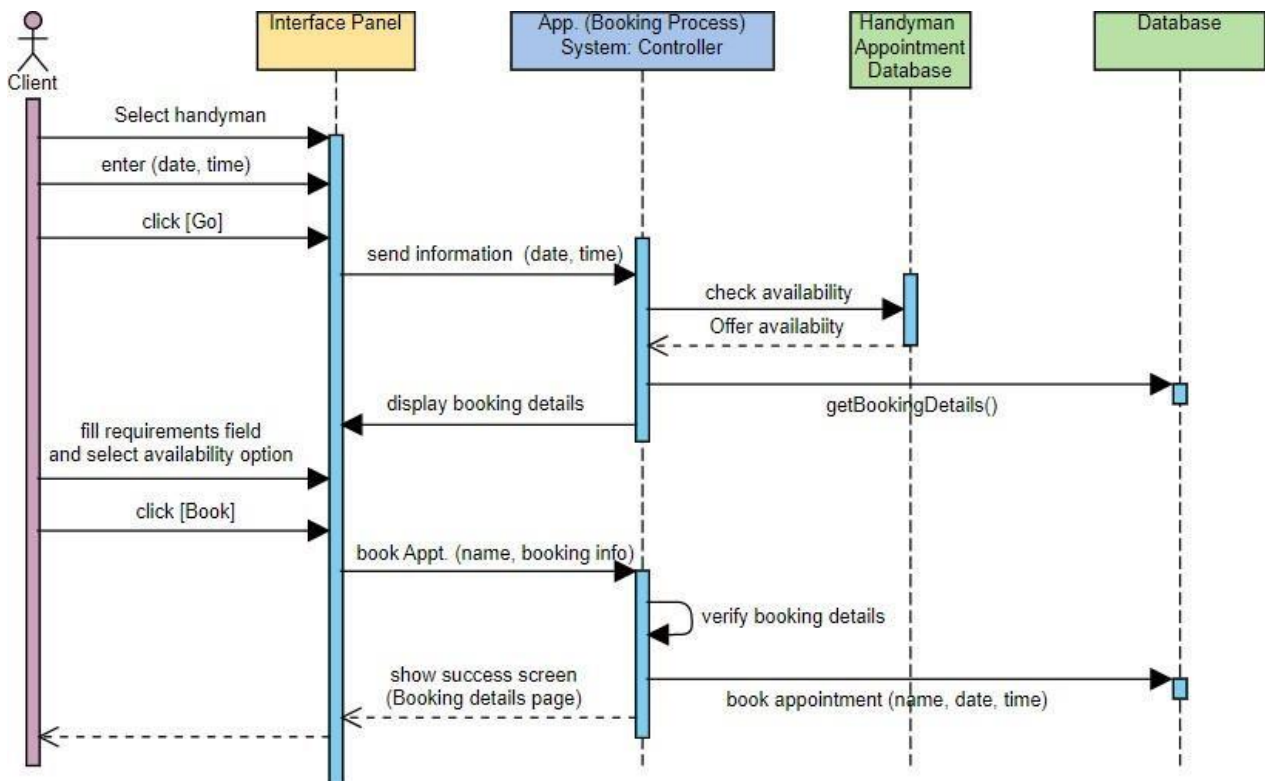 Interface Panel
App. (Booking Process)
System: Controller
Handyman
Appointment
Database
Database
Client
Select handyman
enter (date, time)
click [Go]
send information (date, time)
check availability
Offer availabiity
getBookingDetails()
display booking details
fill requirements field
and select availability option
click [Book]
book Appt. (name, booking info)
verify booking details
show success screen
(Booking details page)
book appointment (name, date, time)